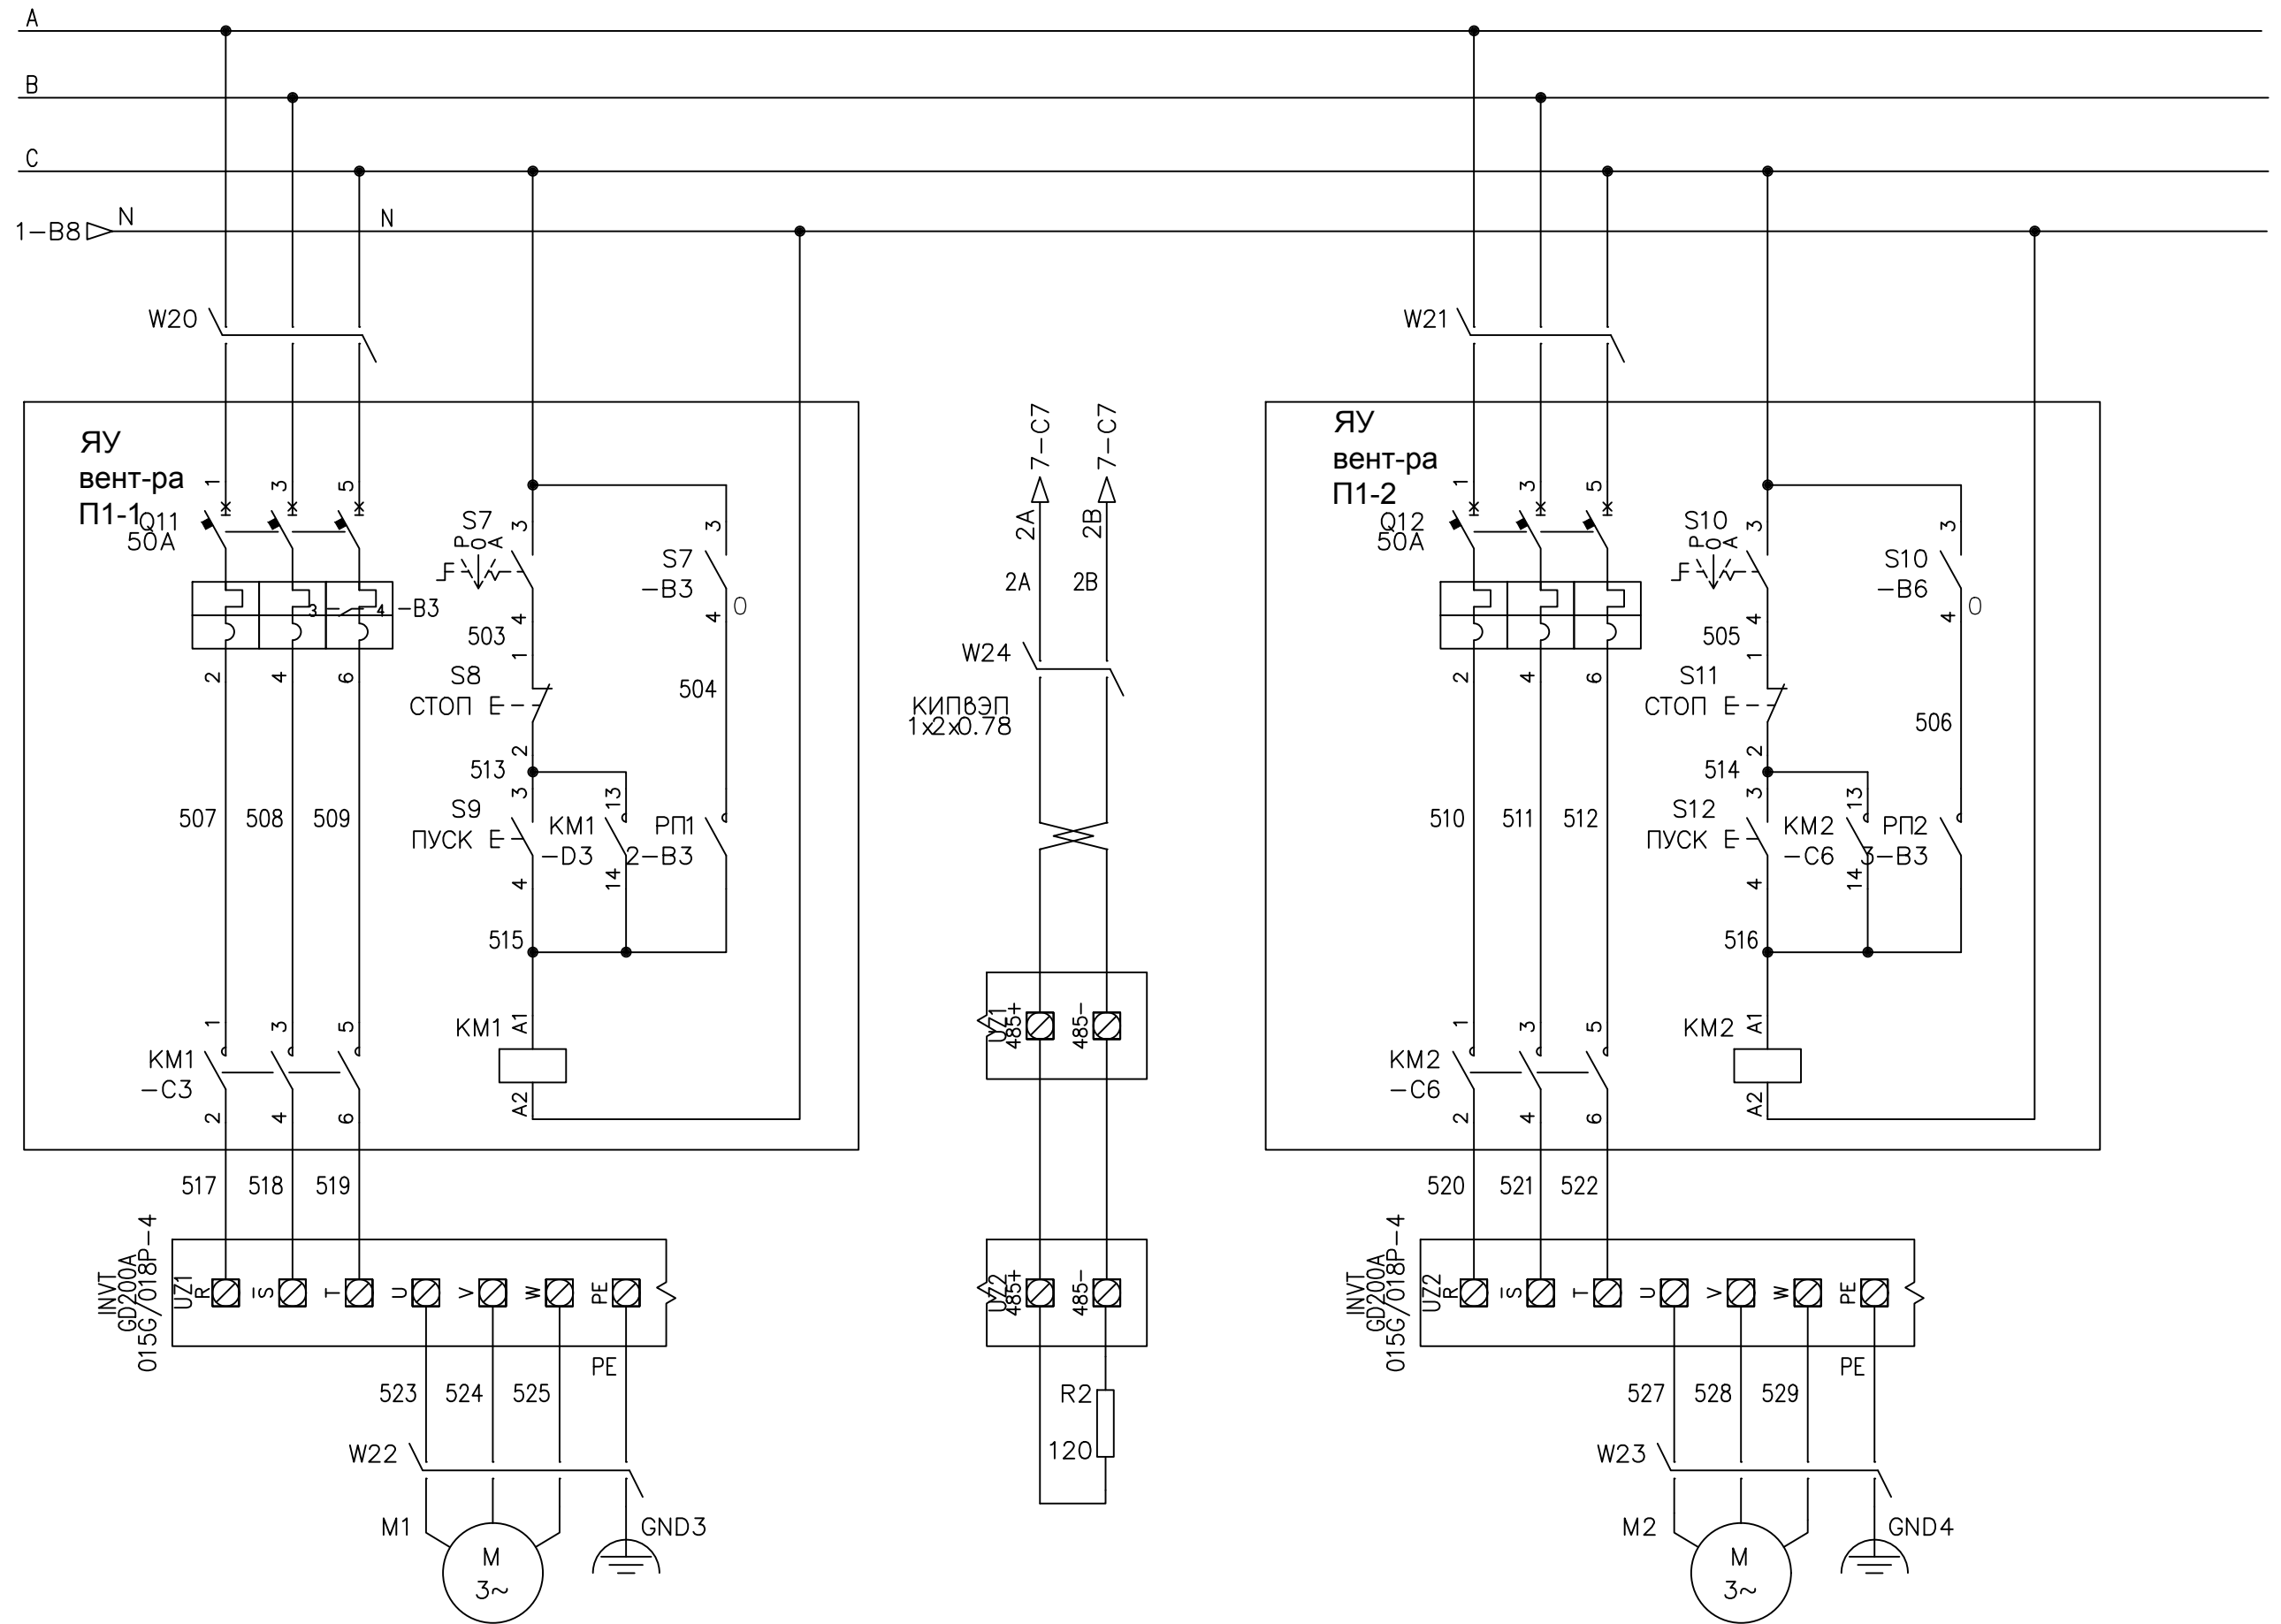 A
B
C
1-B8
N
N
W20
ЯУ
вент-ра
П1-1
Q11
50A
1
3
5
3
4
-B3
2
4
6
507
508
509
KM1
-C3
1
3
5
2
4
6
517
518
519
S7
P
O
A
3
4
503
S8
СТОП
1
2
513
S9
ПУСК
3
4
KM1
-D3
13
14
515
KM1
A1
A2
S7
-B3
3
4
0
504
РП1
2-B3
INVT
GD200A
015G/018P-4
UZ1
R
S
T
U
V
W
PE
PE
523
524
525
W22
M1
M
3~
GND3
7-C7
7-C7
2A
2B
2A
2B
W24
КИПвЭП
1x2x0.78
UZ1
485+
485-
UZ2
485+
485-
R2
120
W21
ЯУ
вент-ра
П1-2
Q12
50A
1
3
5
2
4
6
510
511
512
KM2
-C6
1
3
5
2
4
6
520
521
522
S10
P
O
A
3
4
505
S11
СТОП
1
2
514
S12
ПУСК
3
4
KM2
-C6
13
14
516
KM2
A1
A2
S10
-B6
3
4
0
506
РП2
3-B3
INVT
GD200A
015G/018P-4
UZ2
R
S
T
U
V
W
PE
PE
527
528
529
W23
M2
M
3~
GND4